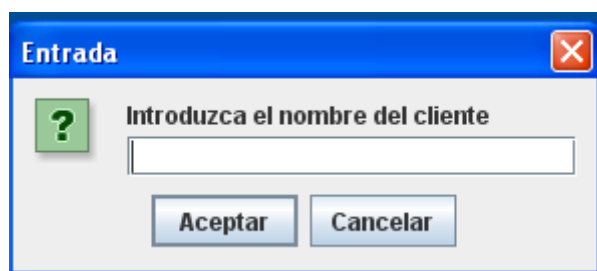 Entrada
?
Introduzca el nombre del cliente
Aceptar
Cancelar